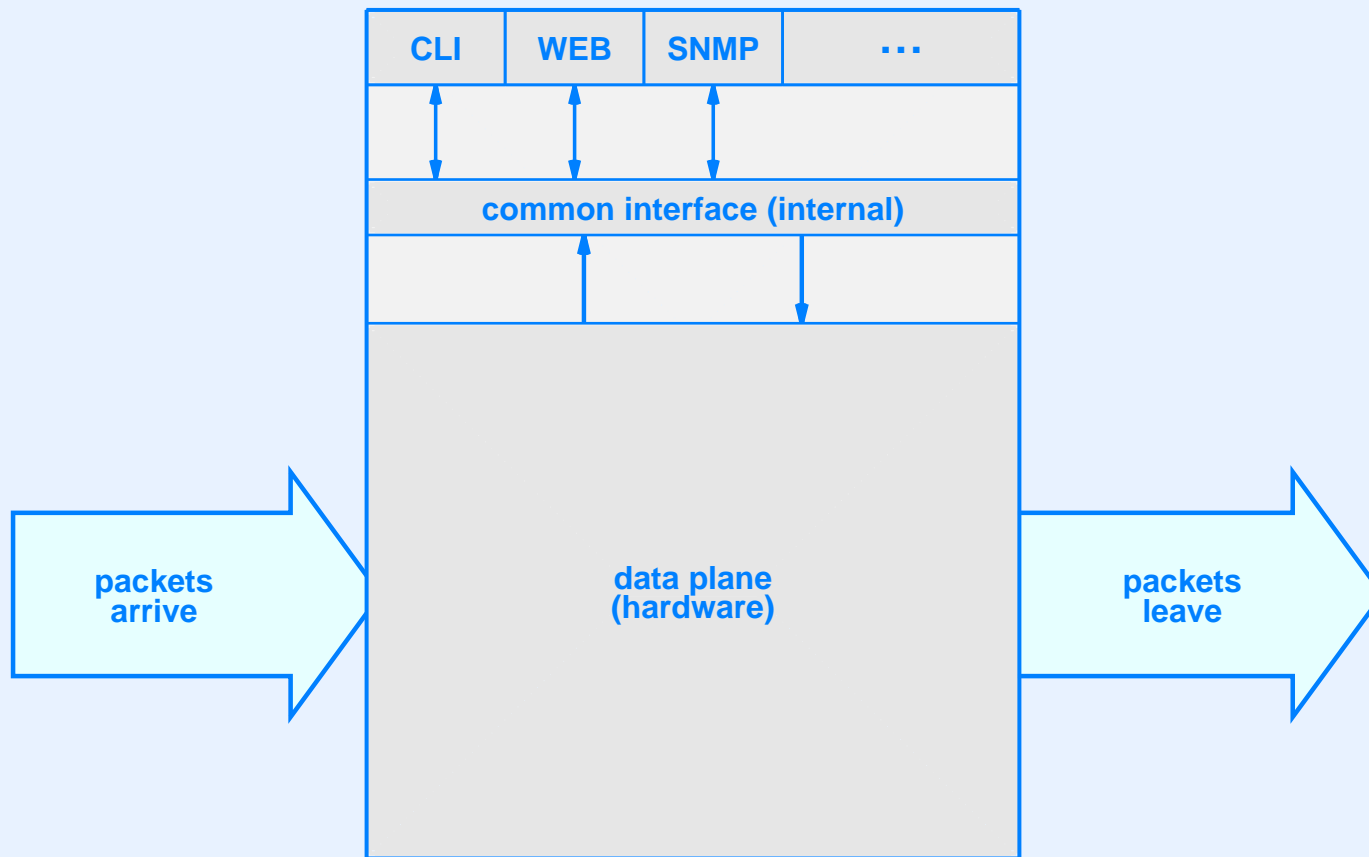 CLI WEB SNMP ...
common interface (internal)
packets
arrive
data plane
(hardware)
packets
leave